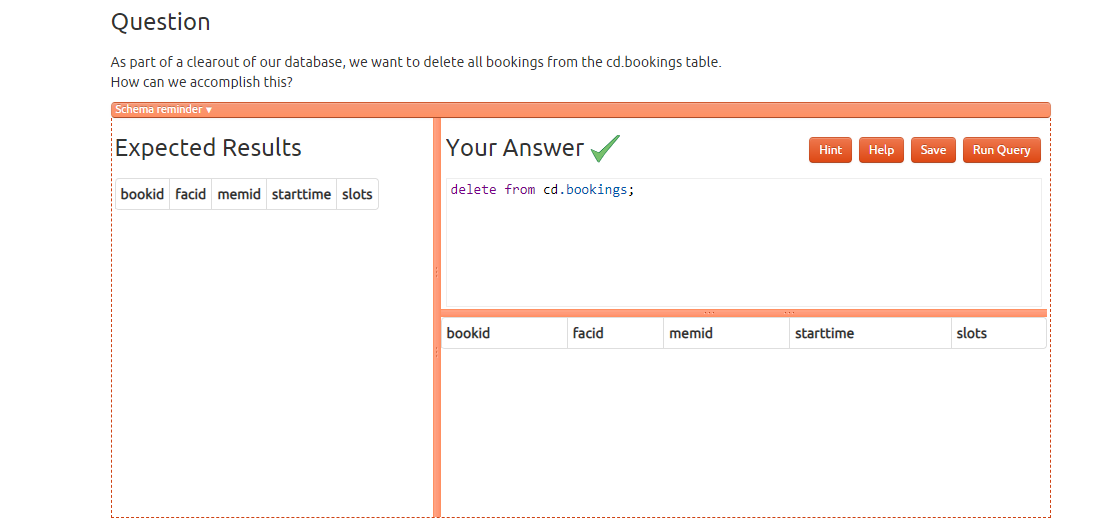 Question
As part of a clearout of our database, we want to delete all bookings from the cd.bookings table.
How can we accomplish this?
Schema reminder ▼
Expected Results
bookid facid memid starttime slots
Your Answer
Hint Help Save Run Query
delete from cd.bookings;
bookid facid memid starttime slots